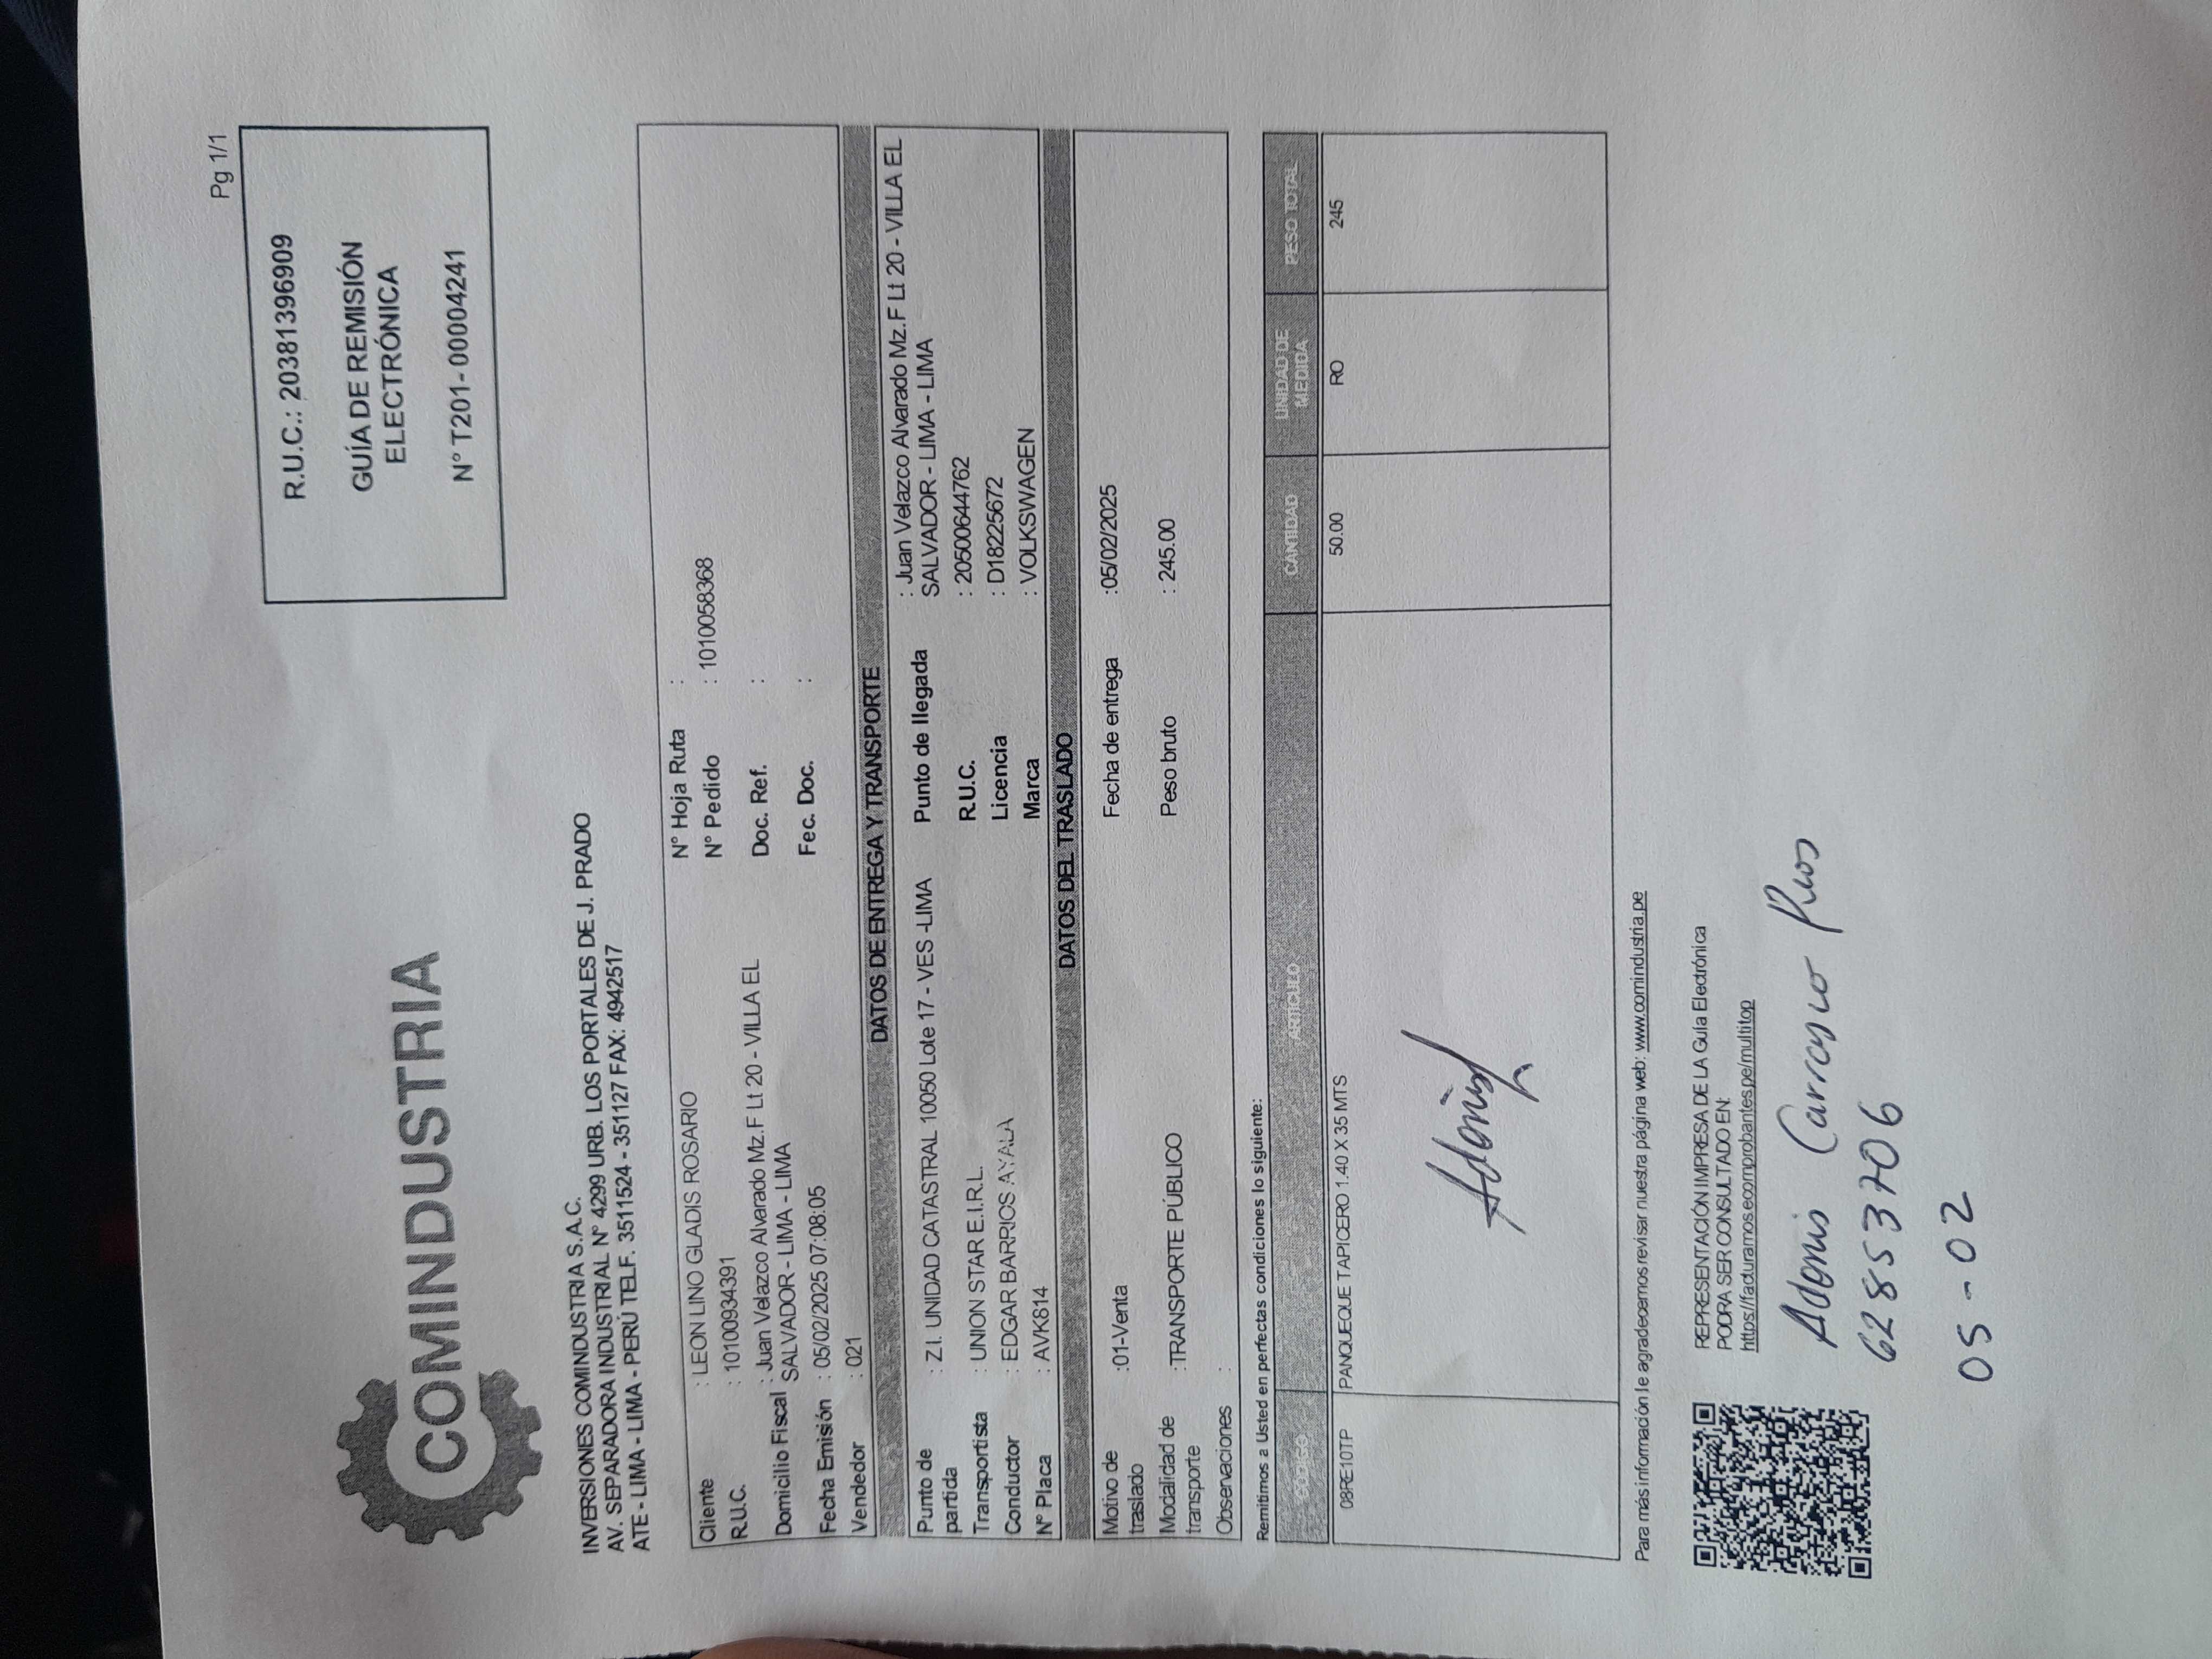 Pg 1/1
COMINDUSTRIA
R.U.C.: 20381396909
GUÍA DE REMISIÓN
ELECTRÓNICA
N° T201-00004241
INVERSIONES COMINDUSTRIA S.A.C.
AV. SEPARADORA INDUSTRIAL N° 4299 URB. LOS PORTALES DE J. PRADO
ATE - LIMA - LIMA - PERÚ TELF. 3511524 - 351127 FAX: 4942517
Cliente : LEON LINO GLADIS ROSARIO N° Hoja Ruta :
R.U.C. : 10100934391 N° Pedido : 1010058368
Domicilio Fiscal : Juan Velazco Alvarado Mz.F Lt 20 - VILLA EL Doc. Ref. :
SALVADOR - LIMA - LIMA
Fecha Emisión : 05/02/2025 07:08:05 Fec. Doc. :
Vendedor : 021
DATOS DE ENTREGA Y TRANSPORTE
Punto de : Z.I. UNIDAD CATASTRAL 10050 Lote 17 - VES -LIMA Punto de llegada : Juan Velazco Alvarado Mz.F Lt 20 - VILLA EL
partida SALVADOR - LIMA - LIMA
Transportista : UNION STAR E.I.R.L. R.U.C. : 20500644762
Conductor : EDGAR BARRIOS AYALA Licencia : D18225672
N° Placa : AVK814 Marca : VOLKSWAGEN
DATOS DEL TRASLADO
Motivo de :01-Venta Fecha de entrega :05/02/2025
traslado
Modalidad de :TRANSPORTE PÚBLICO Peso bruto : 245.00
transporte
Observaciones :
Remitimos a Usted en perfectas condiciones lo siguiente:
CODIGO ARTICULO CANTIDAD UNIDAD DE MEDIDA PESO TOTAL
08RE10TP PANQUEQUE TAPICERO 1.40 X 35 MTS 50.00 RO 245
Adonis
Para más información le agradecemos revisar nuestra página web: www.comindustria.pe
REPRESENTACIÓN IMPRESA DE LA Guía Electrónica
PODRA SER CONSULTADO EN:
https://facturamos.ecomprobantes.pe/multitop
Adonis Carrasco Rios
62853706
05-02